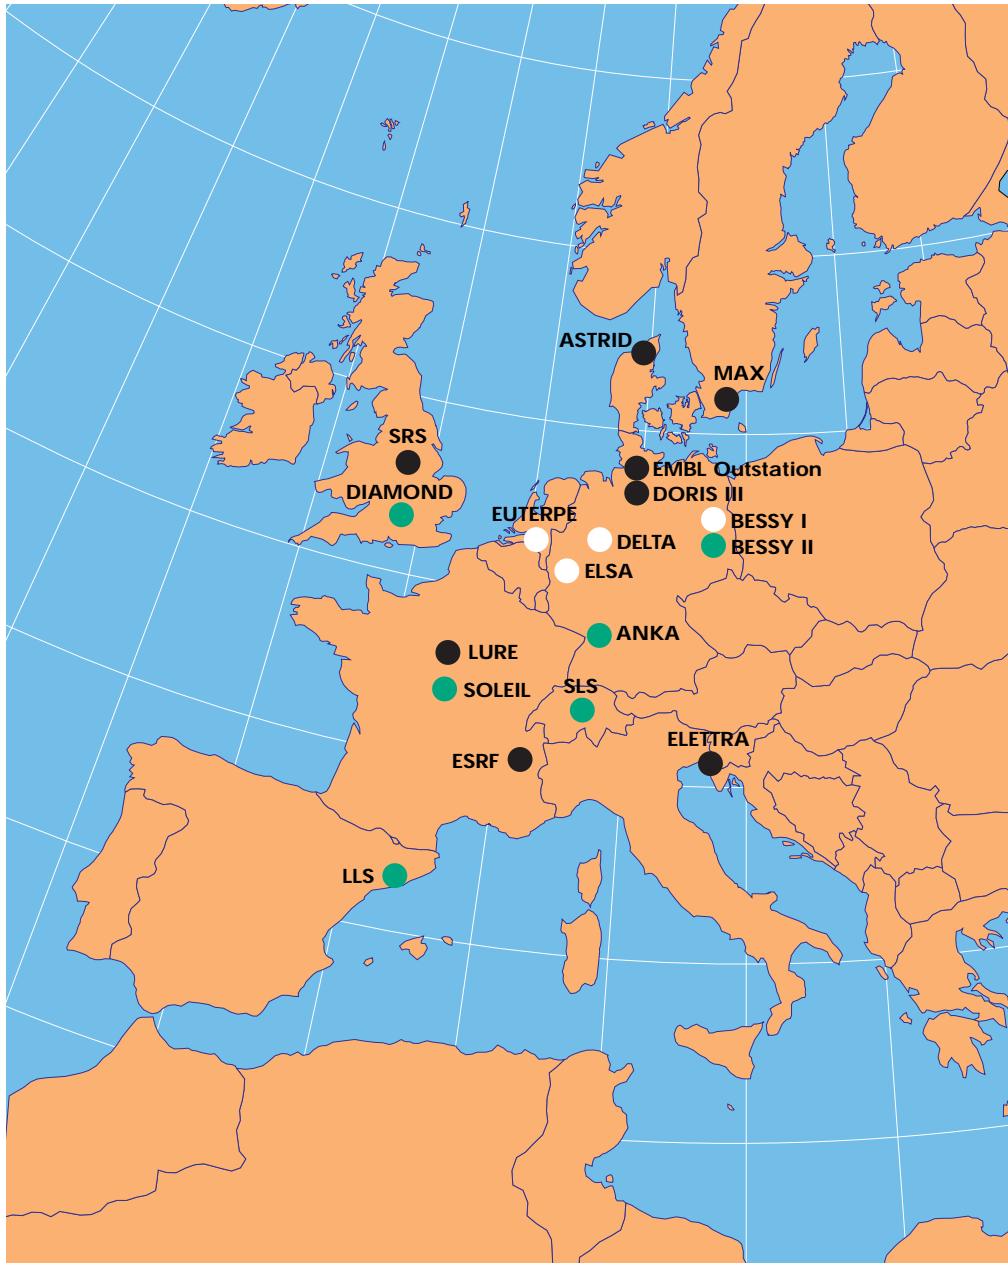 ASTRID
MAX
SRS
EMBL Outstation
DIAMOND
DORIS III
EUTERPE
BESSY I
DELTA
BESSY II
ELSA
ANKA
LURE
SOLEIL
SLS
ELETTRA
ESRF
LLS